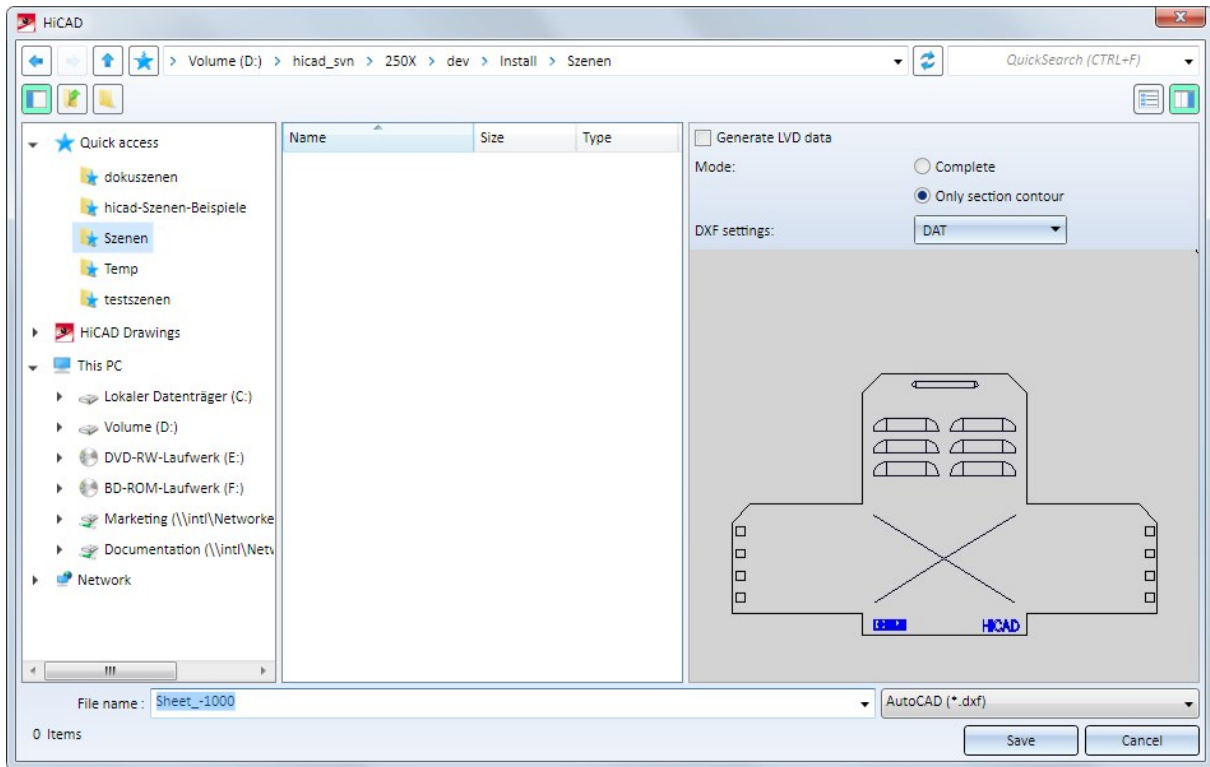 HiCAD
> Volume (D:) > hicad_svn > 250X > dev > Install > Szenen
QuickSearch (CTRL+F)
Quick access
dokuszenen
hicad-Szenen-Beispiele
Szenen
Temp
testszenen
HiCAD Drawings
This PC
Lokaler Datenträger (C:)
Volume (D:)
DVD-RW-Laufwerk (E:)
BD-ROM-Laufwerk (F:)
Marketing (\\intl\Networke
Documentation (\\intl\Netv
Network
Name Size Type
Generate LVD data
Mode:
Complete
Only section contour
DXF settings:
DAT
HICAD
File name : Sheet_-1000
AutoCAD (*.dxf)
0 Items
Save
Cancel